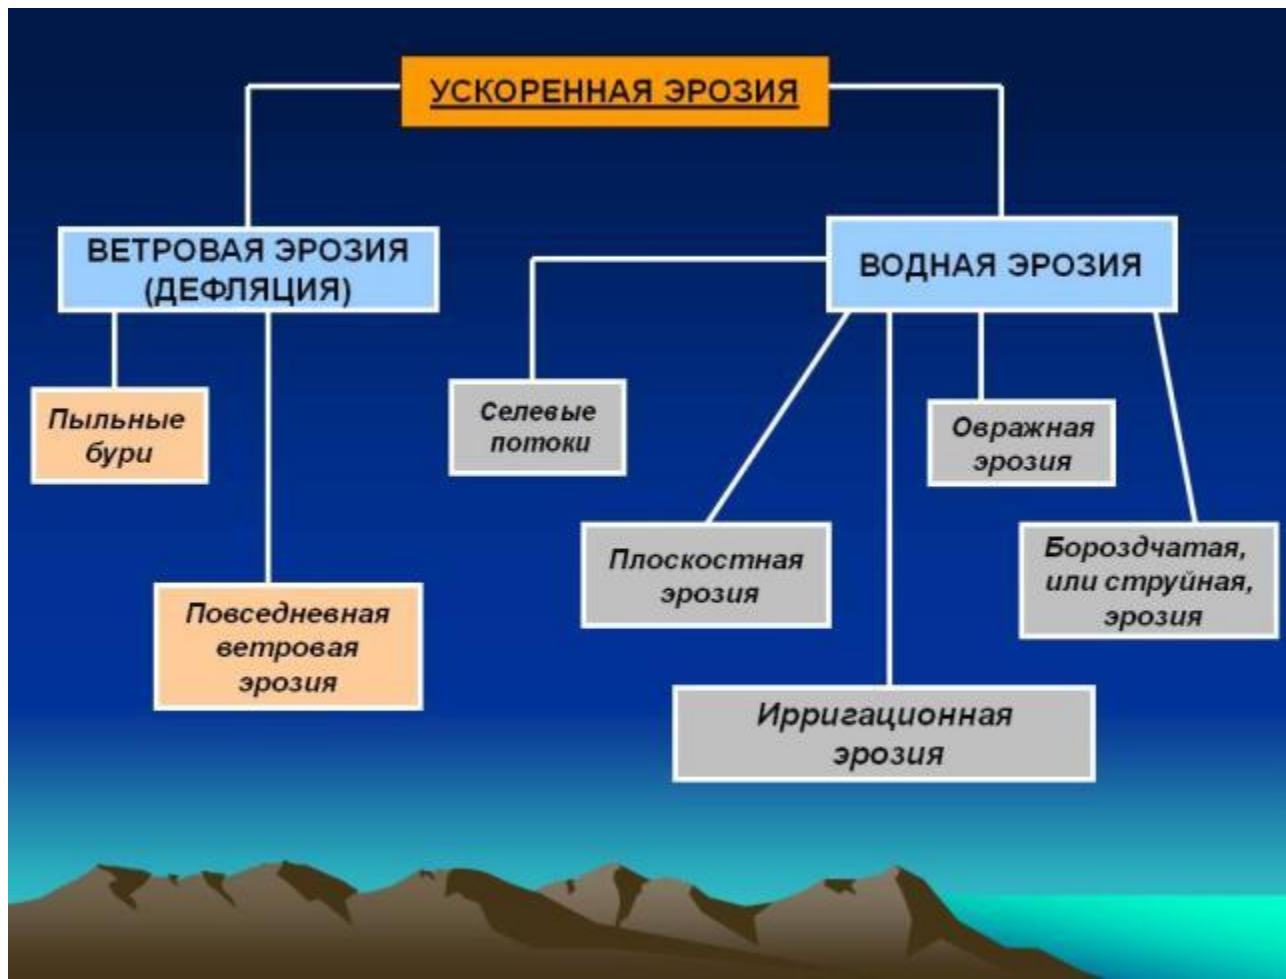 УСКОРЕННАЯ ЭРОЗИЯ
ВЕТРОВАЯ ЭРОЗИЯ
(ДЕФЛЯЦИЯ)
ВОДНАЯ ЭРОЗИЯ
Пыльные
бури
Селевые
потоки
Овражная
эрозия
Плоскостная
эрозия
Бороздчатая,
или струйная,
эрозия
Повседневная
ветровая
эрозия
Ирригационная
эрозия